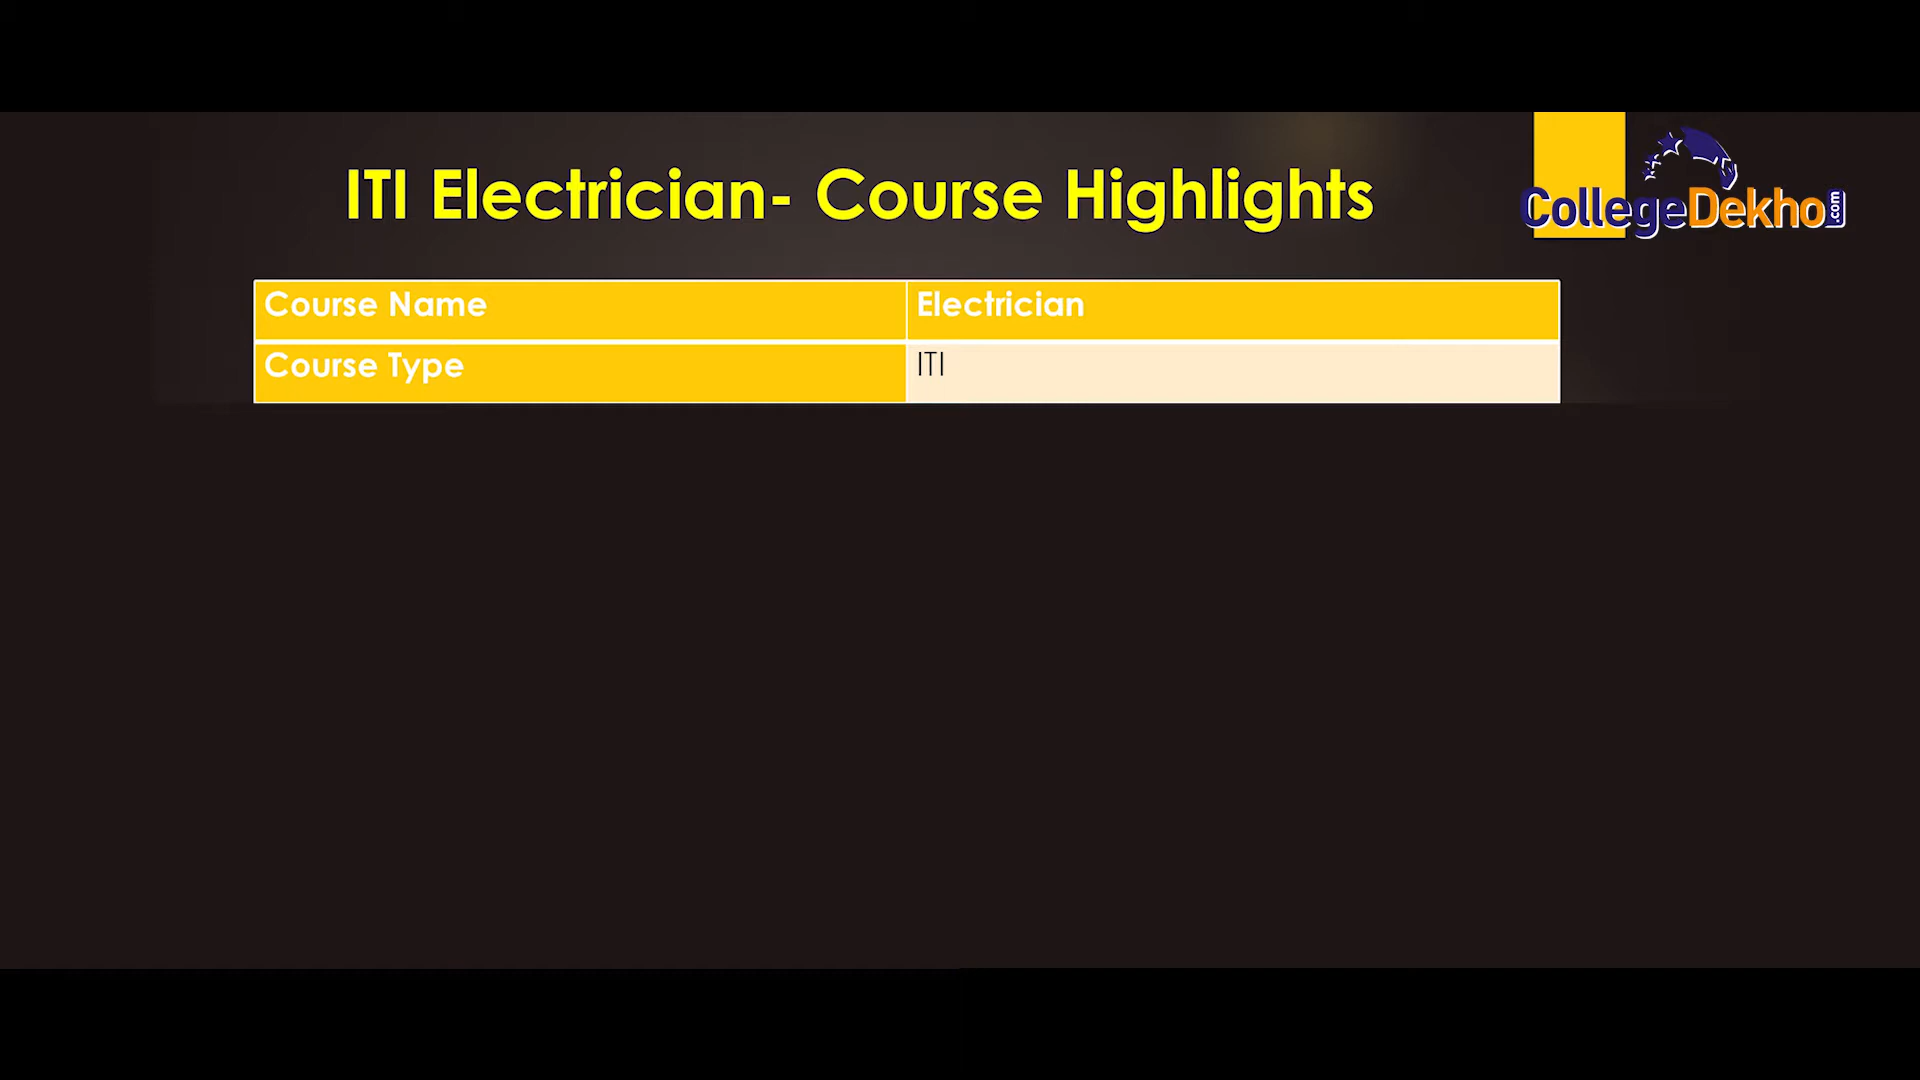 ITI Electrician- Course Highlights
CollegeDekho.com
Course Name Electrician
Course Type ITI